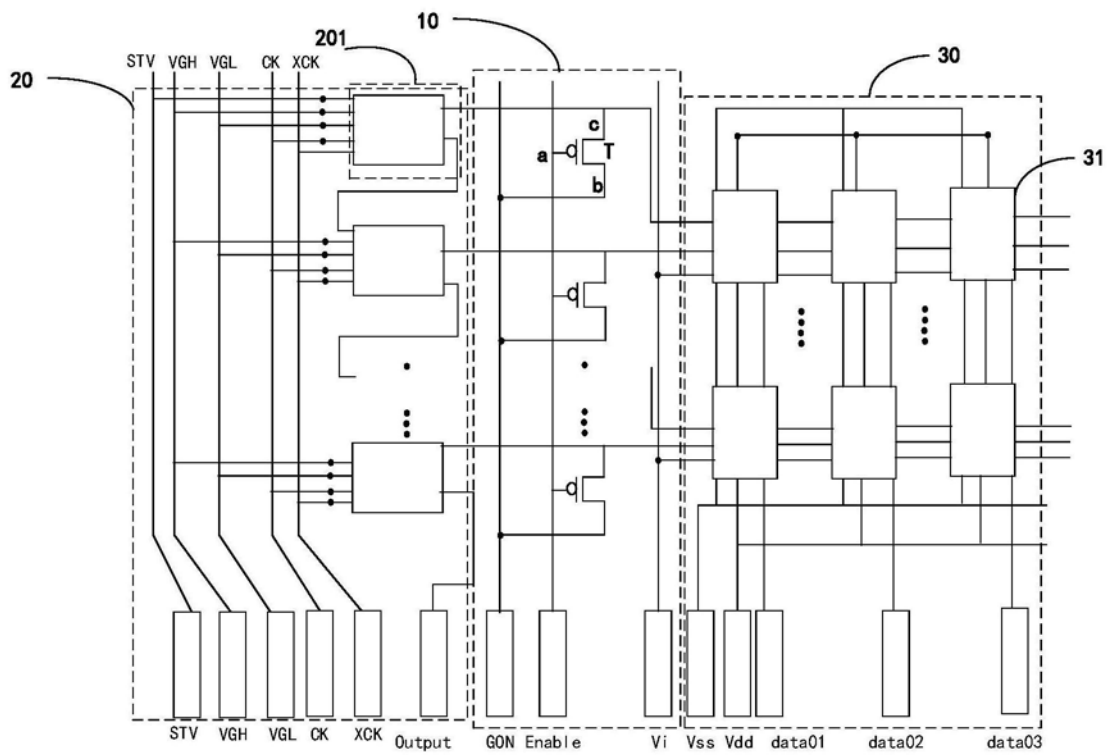 10
201
30
20
STV VGH VGL CK XCK
31
c
a T
b
STV VGH VGL CK XCK Output GON Enable Vi Vss Vdd data01 data02 data03